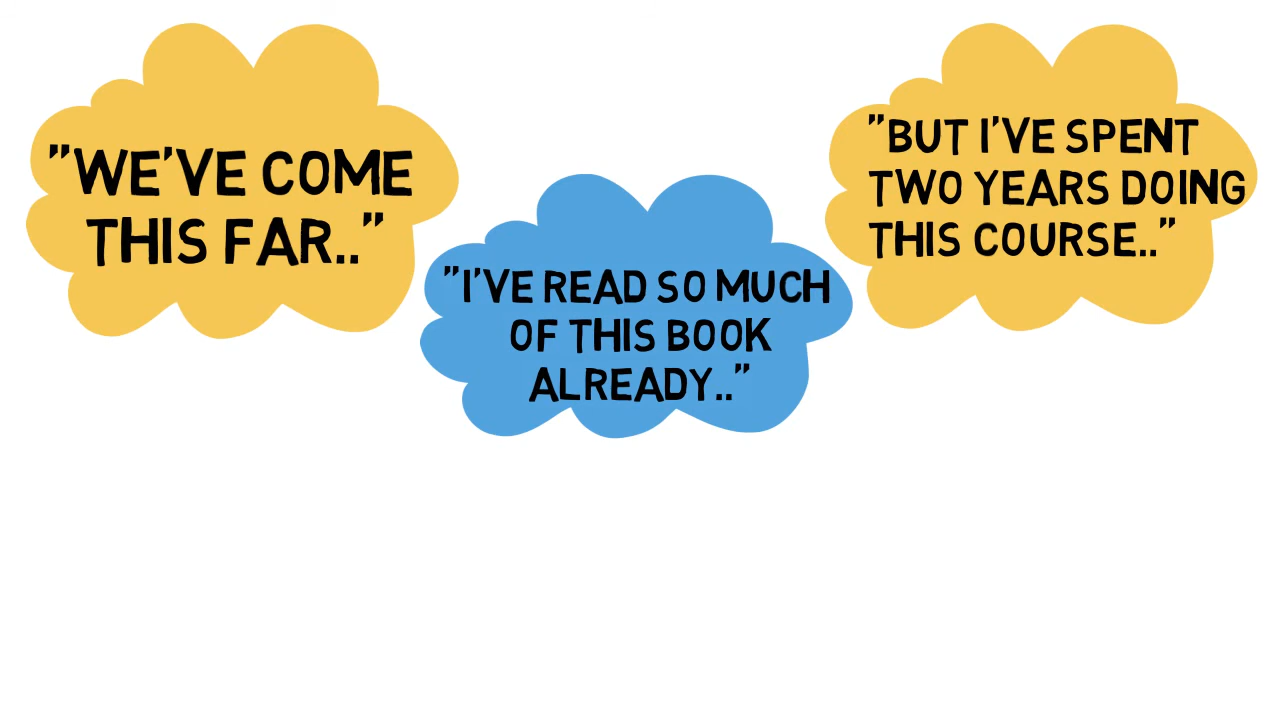 "WE'VE COME
THIS FAR.."
"I'VE READ SO MUCH
OF THIS BOOK
ALREADY.."
"BUT I'VE SPENT
TWO YEARS DOING
THIS COURSE.."